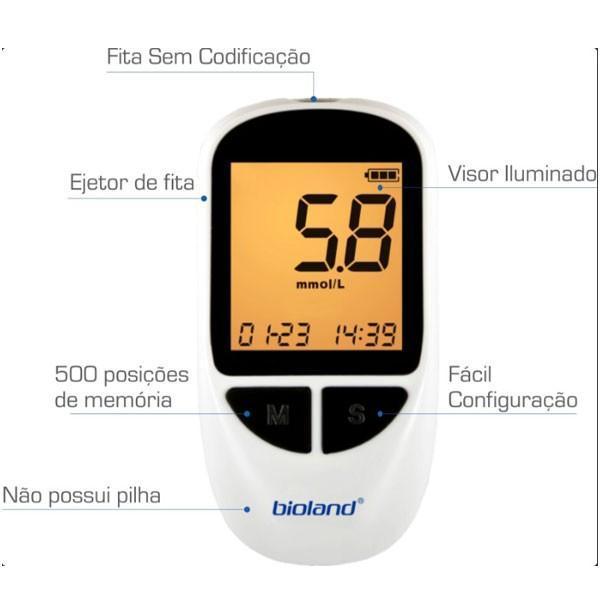 Fita Sem Codificação
Ejetor de fita
Visor Iluminado
5.8
mmol/L
01-23 14:39
500 posições
de memória
M
S
Fácil
Configuração
Não possui pilha
bioland®